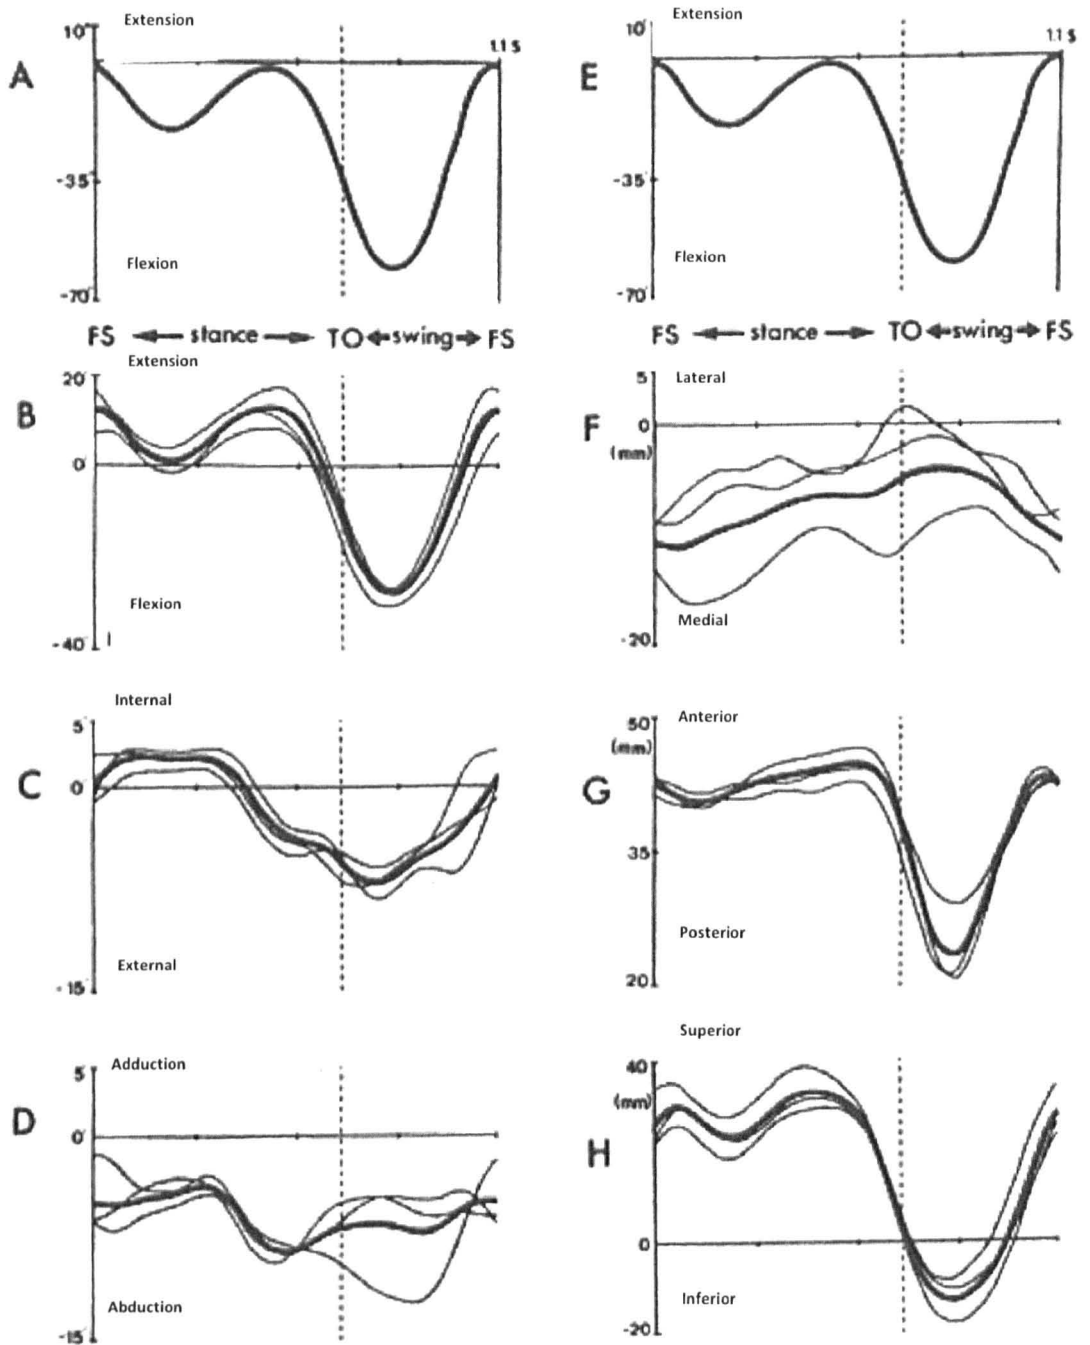 Extension
10°
1.1 s
A
-35°
Flexion
-70°
FS stance TO swing FS
Extension
20°
B
0°
Flexion
-40°
Internal
5°
C
0°
External
-15°
Adduction
5°
D
0°
Abduction
-15°
Extension
10°
1.1 s
E
-35°
Flexion
-70°
FS stance TO swing FS
5
Lateral
F
0
(mm)
Medial
-20
Anterior
50
(mm)
G
35
Posterior
20
Superior
40
(mm)
H
0
Inferior
-20